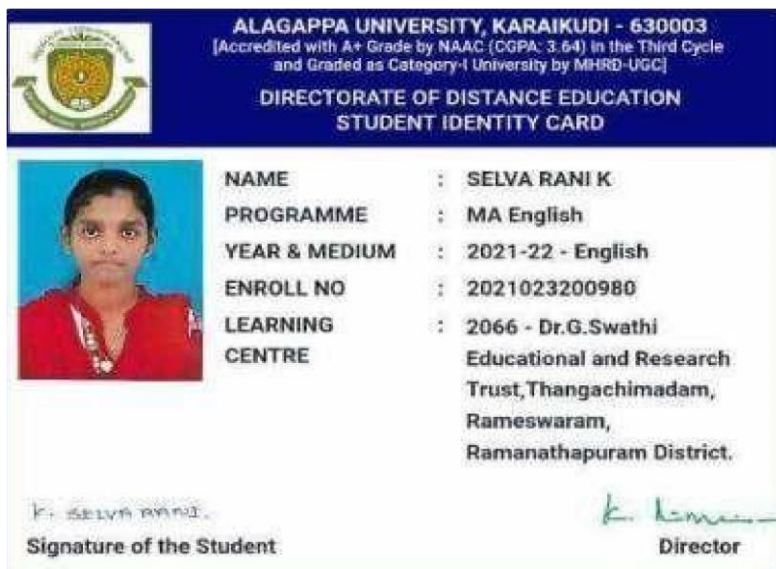 ALAGAPPA UNIVERSITY, KARAIKUDI - 630003
[Accredited with A+ Grade by NAAC (CGPA: 3.64) in the Third Cycle
and Graded as Category-I University by MHRD-UGC]
DIRECTORATE OF DISTANCE EDUCATION
STUDENT IDENTITY CARD
NAME : SELVA RANI K
PROGRAMME : MA English
YEAR & MEDIUM : 2021-22 - English
ENROLL NO : 2021023200980
LEARNING : 2066 - Dr.G.Swathi
CENTRE Educational and Research
Trust,Thangachimadam,
Rameswaram,
Ramanathapuram District.
K. SELVA RANI.
Signature of the Student
Director